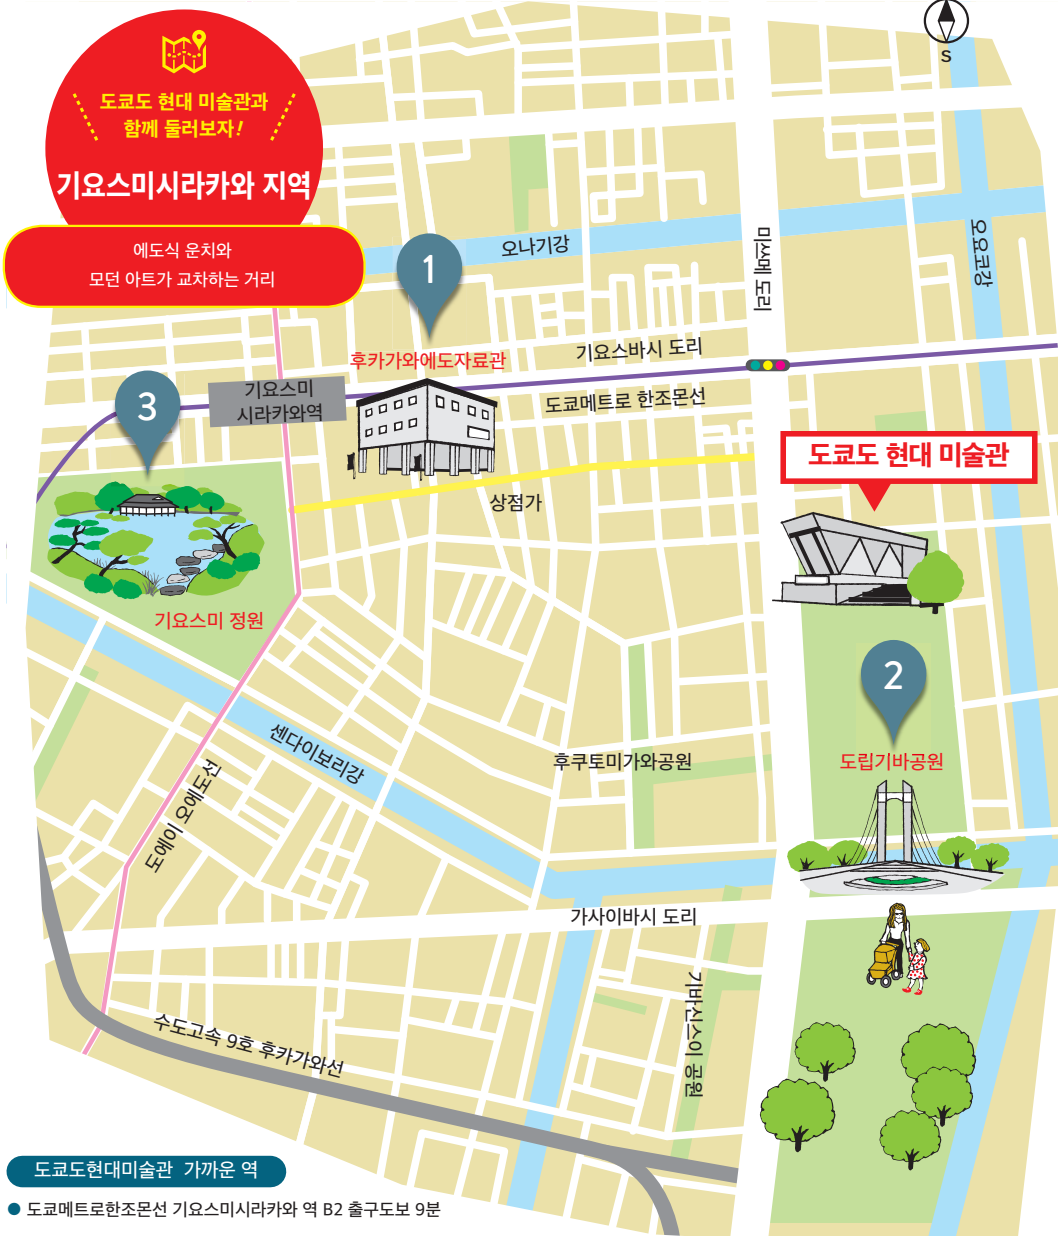 S
도쿄도 현대 미술관과
함께 둘러보자!
기요스미시라카와 지역
에도식 운치와
모던 아트가 교차하는 거리
오나기강
미쓰메 도리
오요코강
1
후카가와에도자료관
기요스바시 도리
기요스미
시라카와역
도쿄메트로 한조몬선
3
도쿄도 현대 미술관
상점가
기요스미 정원
2
센다이보리강
후쿠토미가와공원
도립기바공원
도에이 오에도선
가사이바시 도리
기바신스이 공원
수도고속 9호 후카가와선
도쿄도현대미술관 가까운 역
● 도쿄메트로한조몬선 기요스미시라카와 역 B2 출구도보 9분